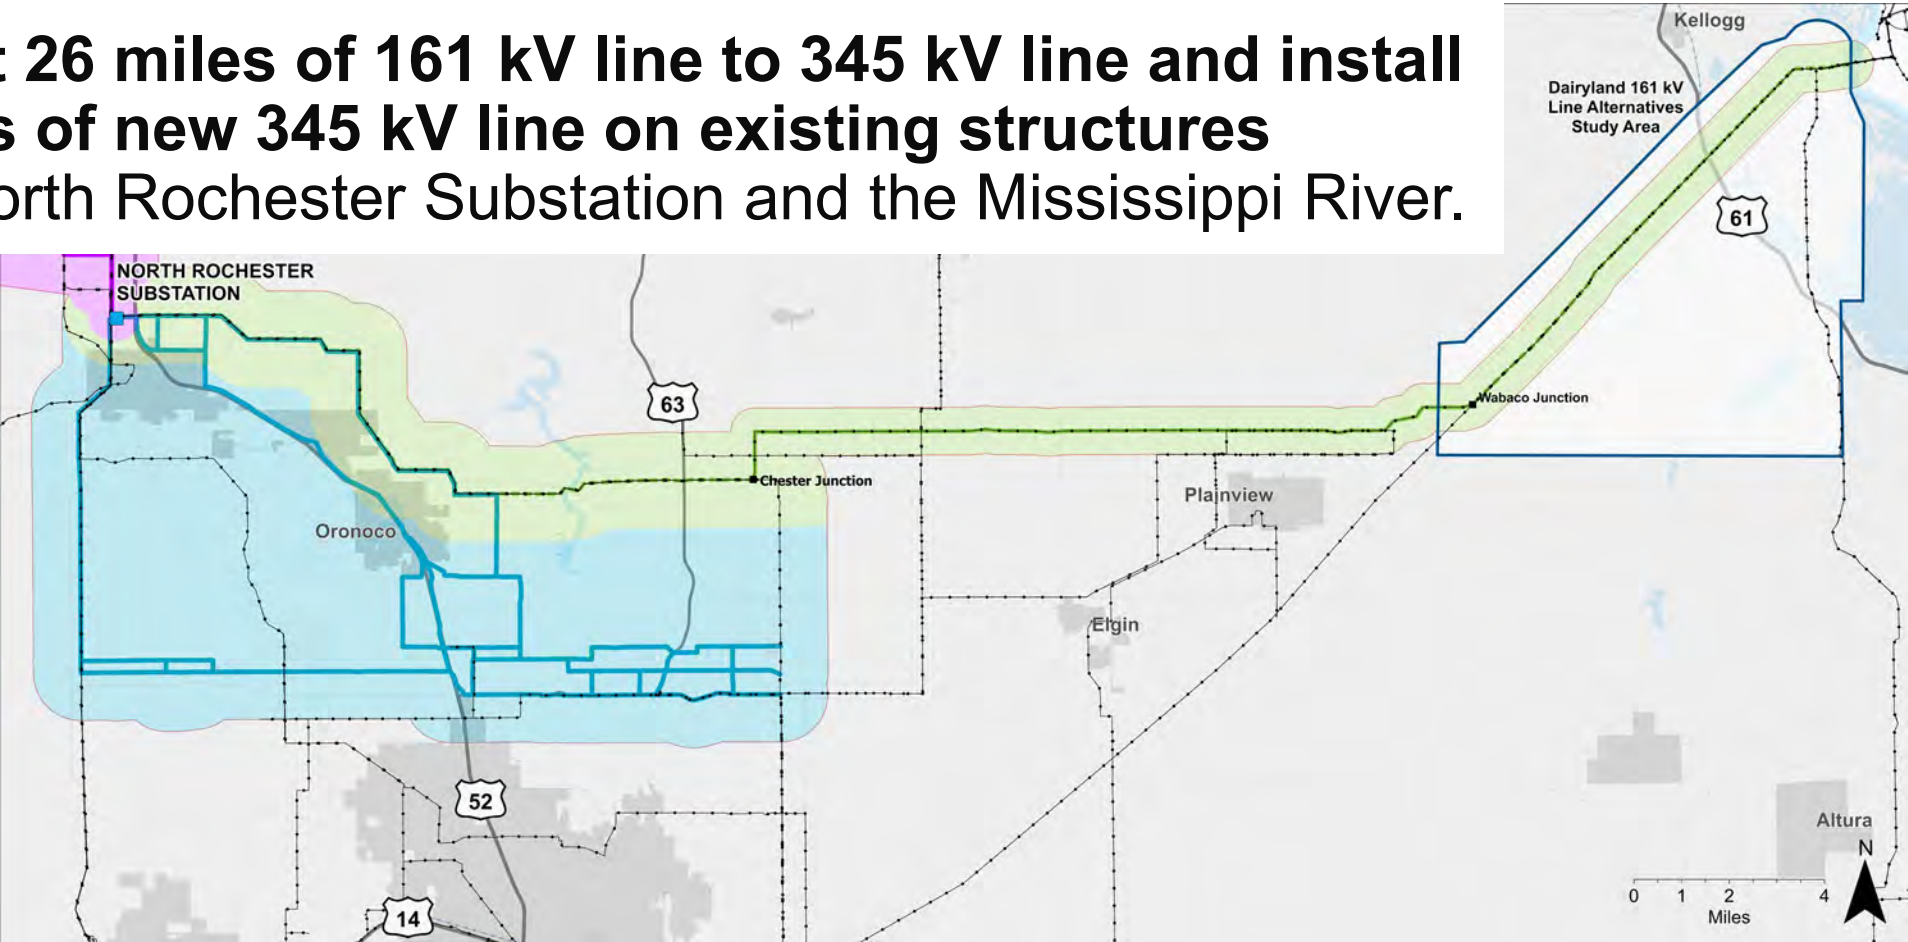 26 miles of 161 kV line to 345 kV line and install
s of new 345 kV line on existing structures
orth Rochester Substation and the Mississippi River.
Kellogg
Dairyland 161 kV
Line Alternatives
Study Area
61
NORTH ROCHESTER
SUBSTATION
63
Wabaco Junction
Chester Junction
Plainview
Oronoco
Elgin
52
Altura
N
14
0 1 2 4
Miles